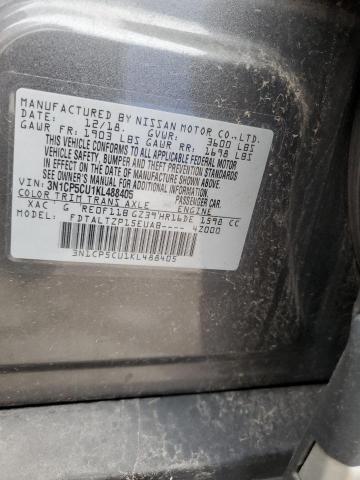 MANUFACTURED BY NISSAN MOTOR CO.,LTD.
DATE: 12/18. GVWR: 3600 LBS
GAWR FR: 1903 LBS GAWR RR: 1698 LBS
THIS VEHICLE CONFORMS TO ALL APPLICABLE FEDERAL MOTOR
VEHICLE SAFETY, BUMPER AND THEFT PREVENTION STANDARDS
IN EFFECT ON THE DATE OF MANUFACTURE SHOWN ABOVE.
SEE OWNER'S MANUAL FOR ADDITIONAL INFORMATION.
VIN: 3N1CP5CU1KL488405 PASSENGER CAR
COLOR TRIM TRANS AXLE ENGINE
XAC G RE0F11B GZ39 HR16DE 1598 CC
MODEL: FDTALTZP15EUAB---- 4Z000
3N1CP5CU1KL488405